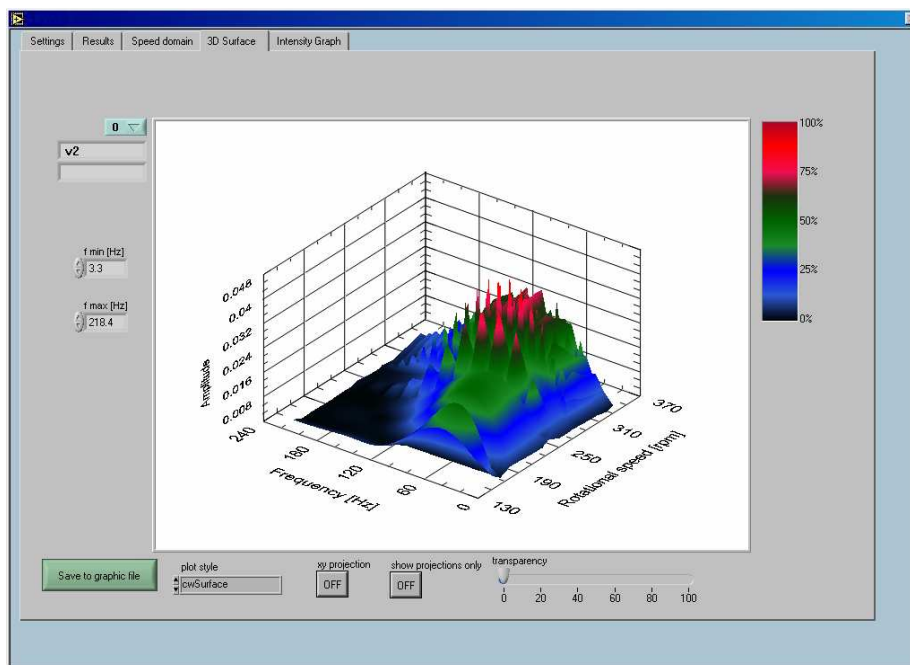 Settings
Results
Speed domain
3D Surface
Intensity Graph
0
v2
f min [Hz]
3.3
f max [Hz]
218.4
100%
75%
50%
25%
0%
0.048
0.04
0.032
0.024
0.016
0.008
Amplitude
240
180
120
60
0
Frequency [Hz]
130
190
250
310
370
Rotational speed [rpm]
Save to graphic file
plot style
cwSurface
xy projection
OFF
show projections only
OFF
transparency
0 20 40 60 80 100